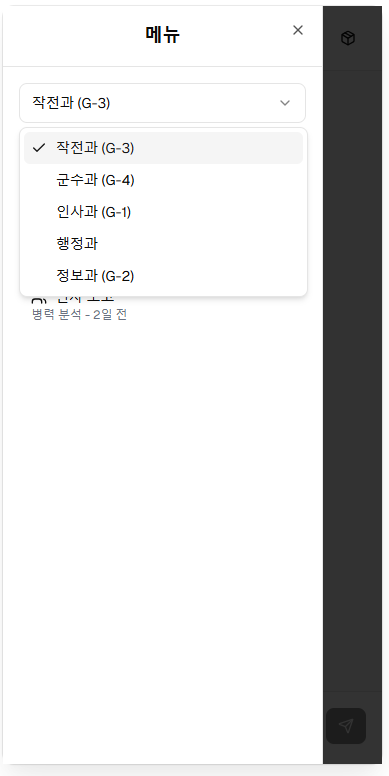 메뉴
작전과 (G-3)
작전과 (G-3)
군수과 (G-4)
인사과 (G-1)
행정과
정보과 (G-2)
병력 분석 - 2일 전